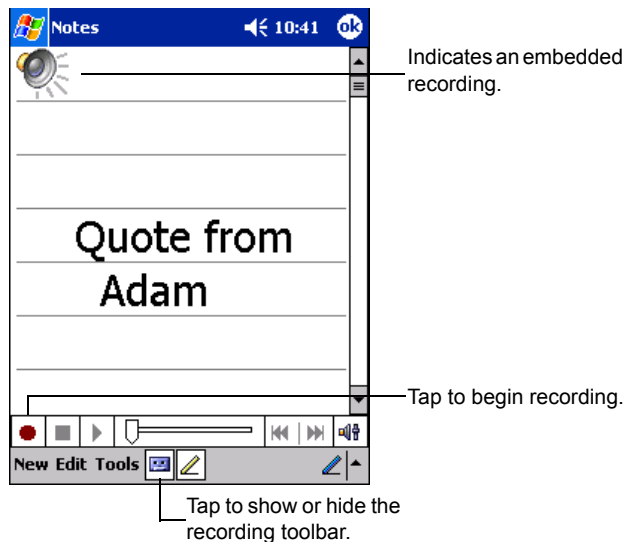 Notes 10:41 ok
Indicates an embedded
recording.
Quote from
Adam
Tap to begin recording.
New Edit Tools
Tap to show or hide the
recording toolbar.